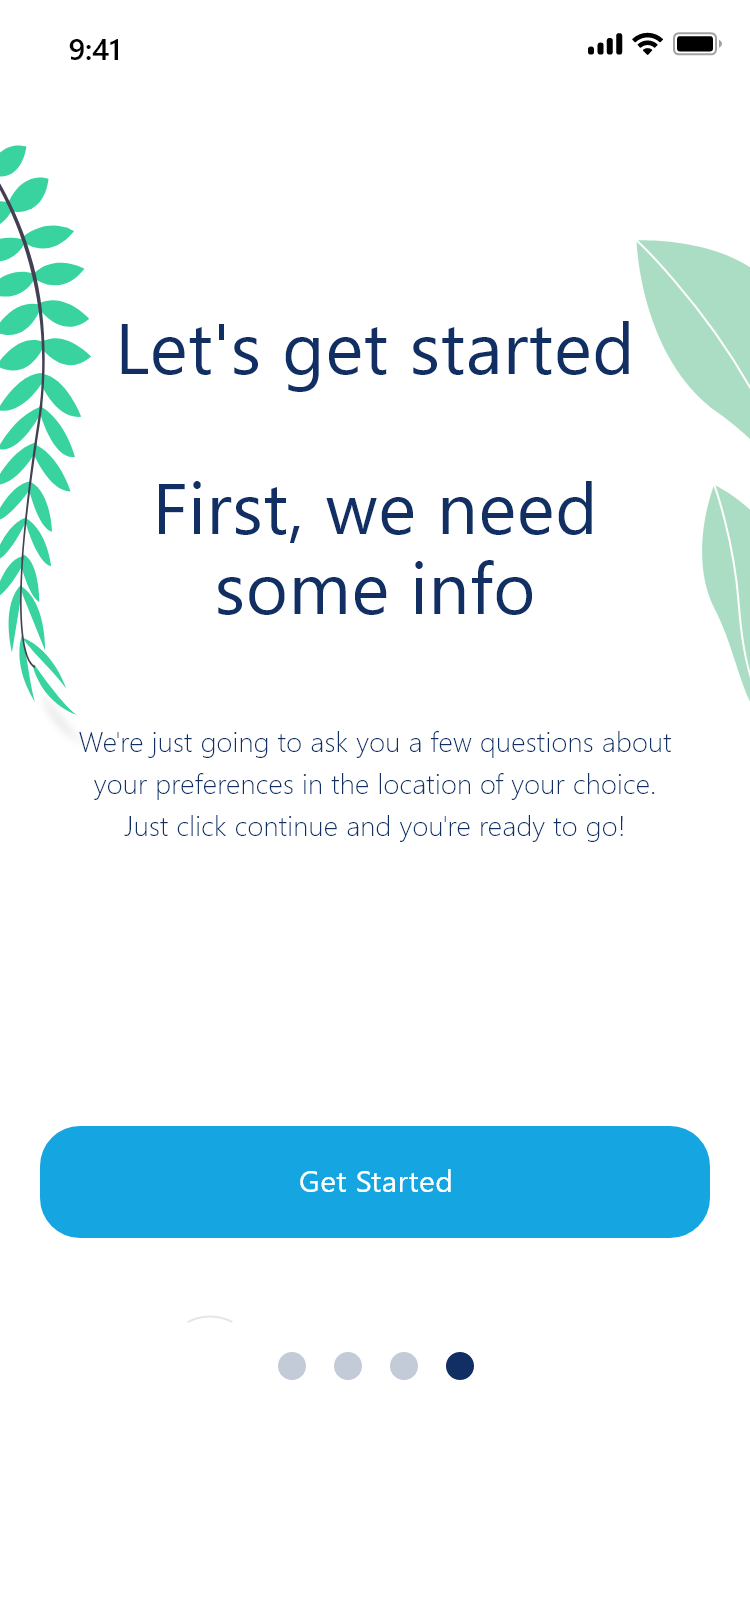 9:41
Let's get started
First, we need
some info
We're just going to ask you a few questions about
your preferences in the location of your choice.
Just click continue and you're ready to go!
Get Started